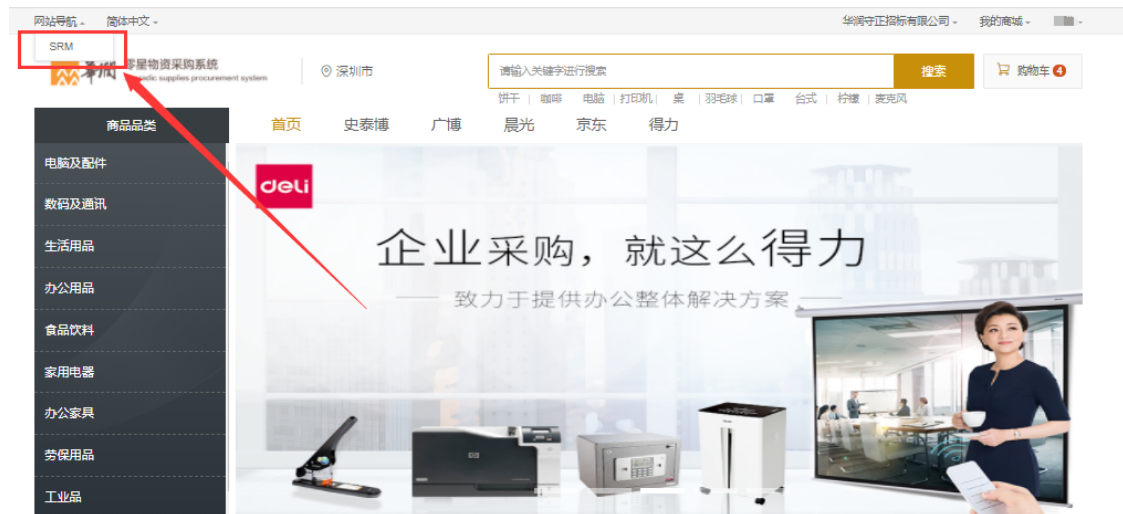 网站导航
简体中文
华润守正招标有限公司
我的商城
SRM
華潤
零星物资采购系统
adic supplies procurement system
深圳市
请输入关键字进行搜索
搜索
购物车 4
饼干 | 咖啡 电脑 | 打印机 | 桌 | 羽毛球 | 口罩 台式 | 柠檬 | 麦克风
商品品类
首页 史泰博 广博 晨光 京东 得力
电脑及配件
数码及通讯
生活用品
办公用品
食品饮料
家用电器
办公家具
劳保用品
工业品
deli
企业采购，就这么得力
致力于提供办公整体解决方案